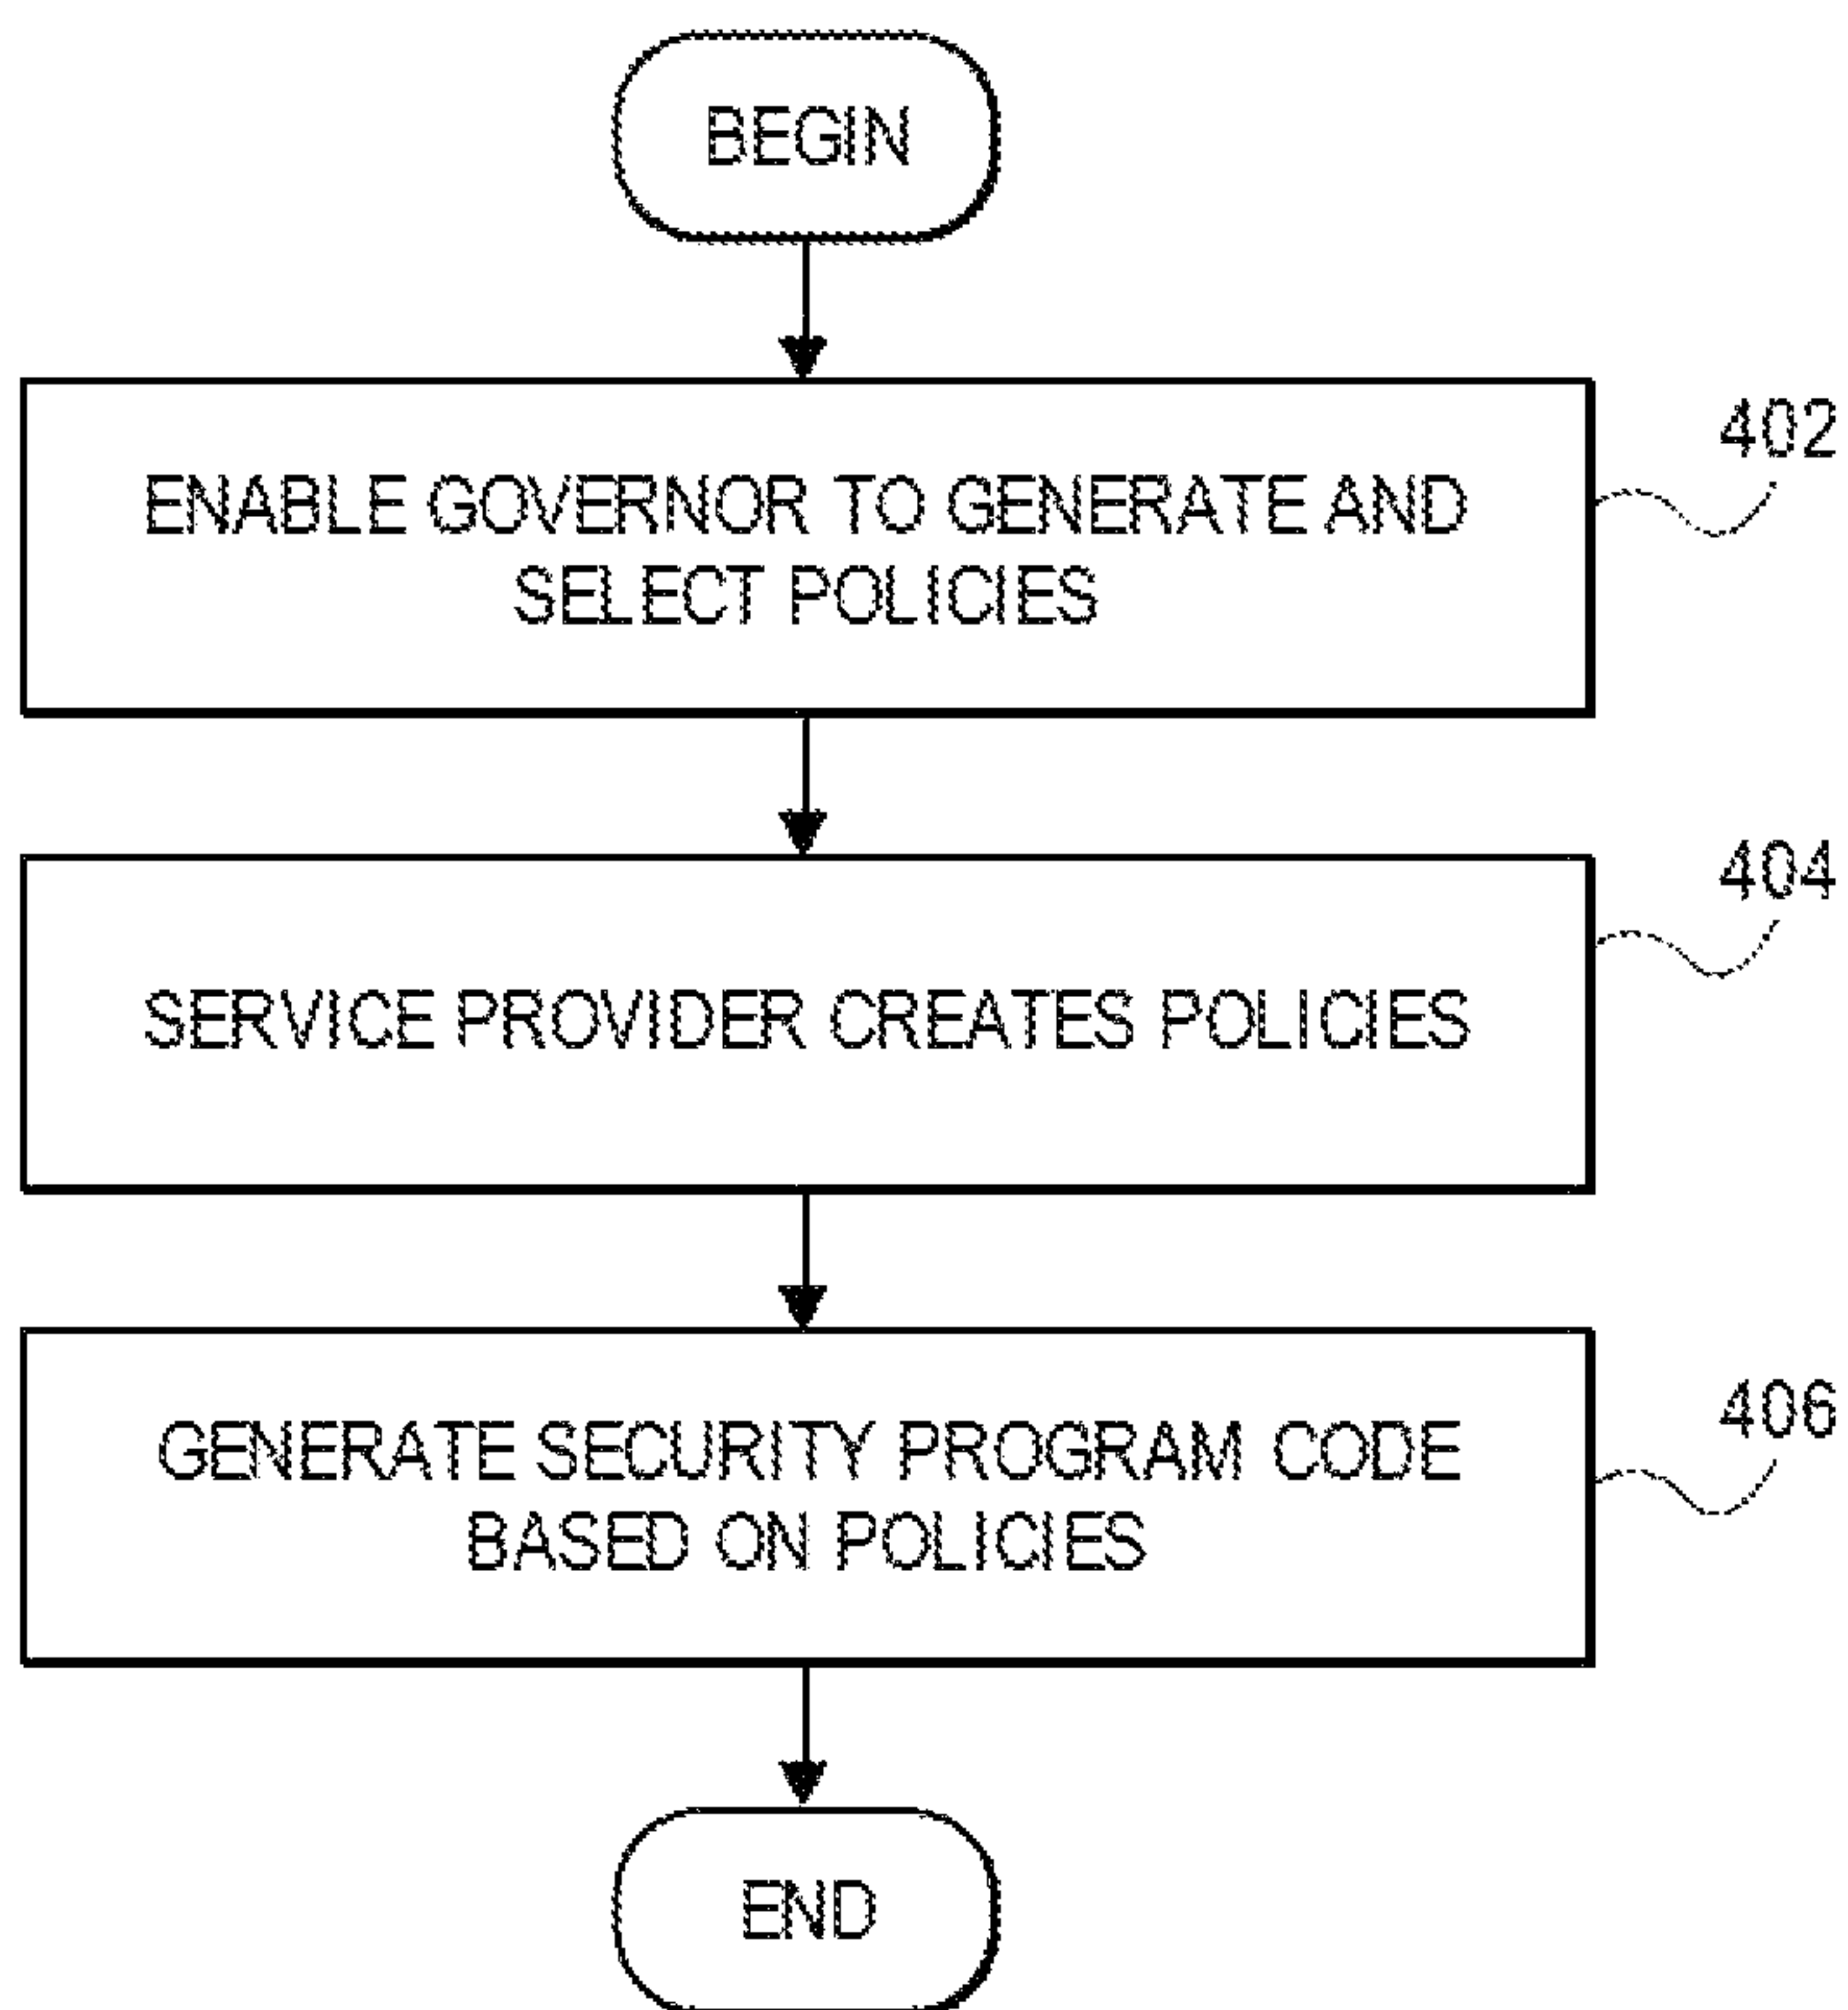 BEGIN
402
ENABLE GOVERNOR TO GENERATE AND
SELECT POLICIES
404
SERVICE PROVIDER CREATES POLICIES
406
GENERATE SECURITY PROGRAM CODE
BASED ON POLICIES
END